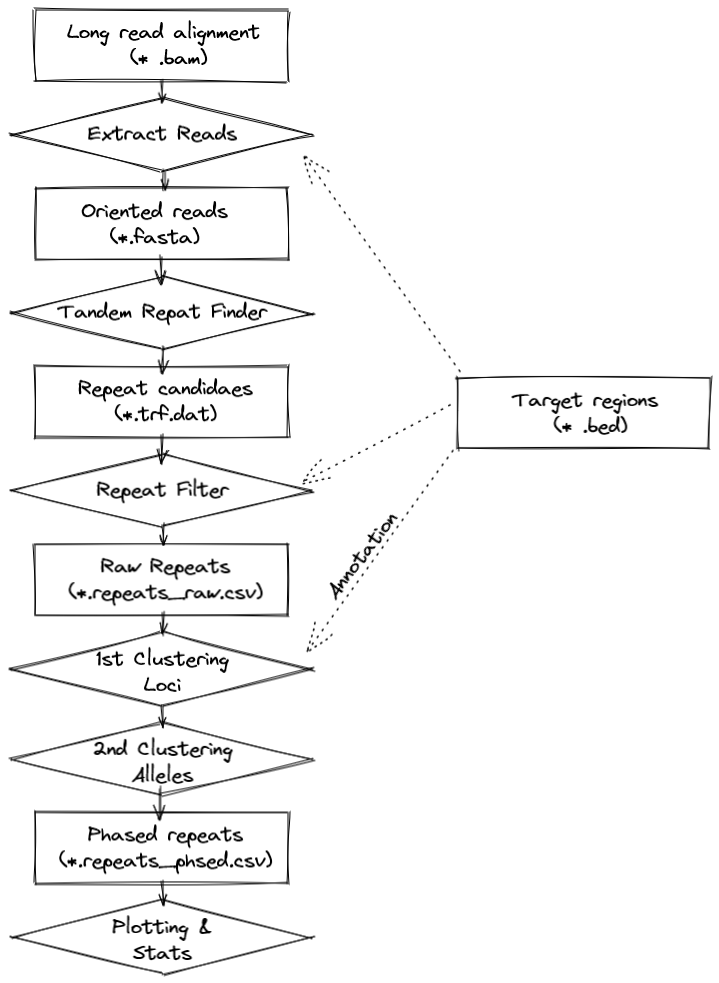 Long read alignment
(* .bam)
Extract Reads
Oriented reads
(*.fasta)
Tandem Repat Finder
Repeat candidaes
(*.trf.dat)
Target regions
(* .bed)
Repeat Filter
Annotation
Raw Repeats
(*.repeats_raw.csv)
1st Clustering
Loci
2nd Clustering
Alleles
Phased repeats
(*.repeats_phsed.csv)
Plotting &
Stats